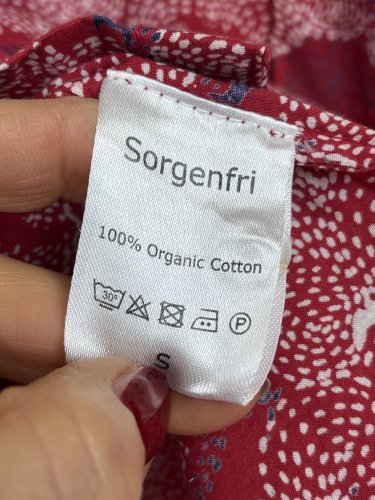 Sorgenfri
100% Organic Cotton
30° P
S